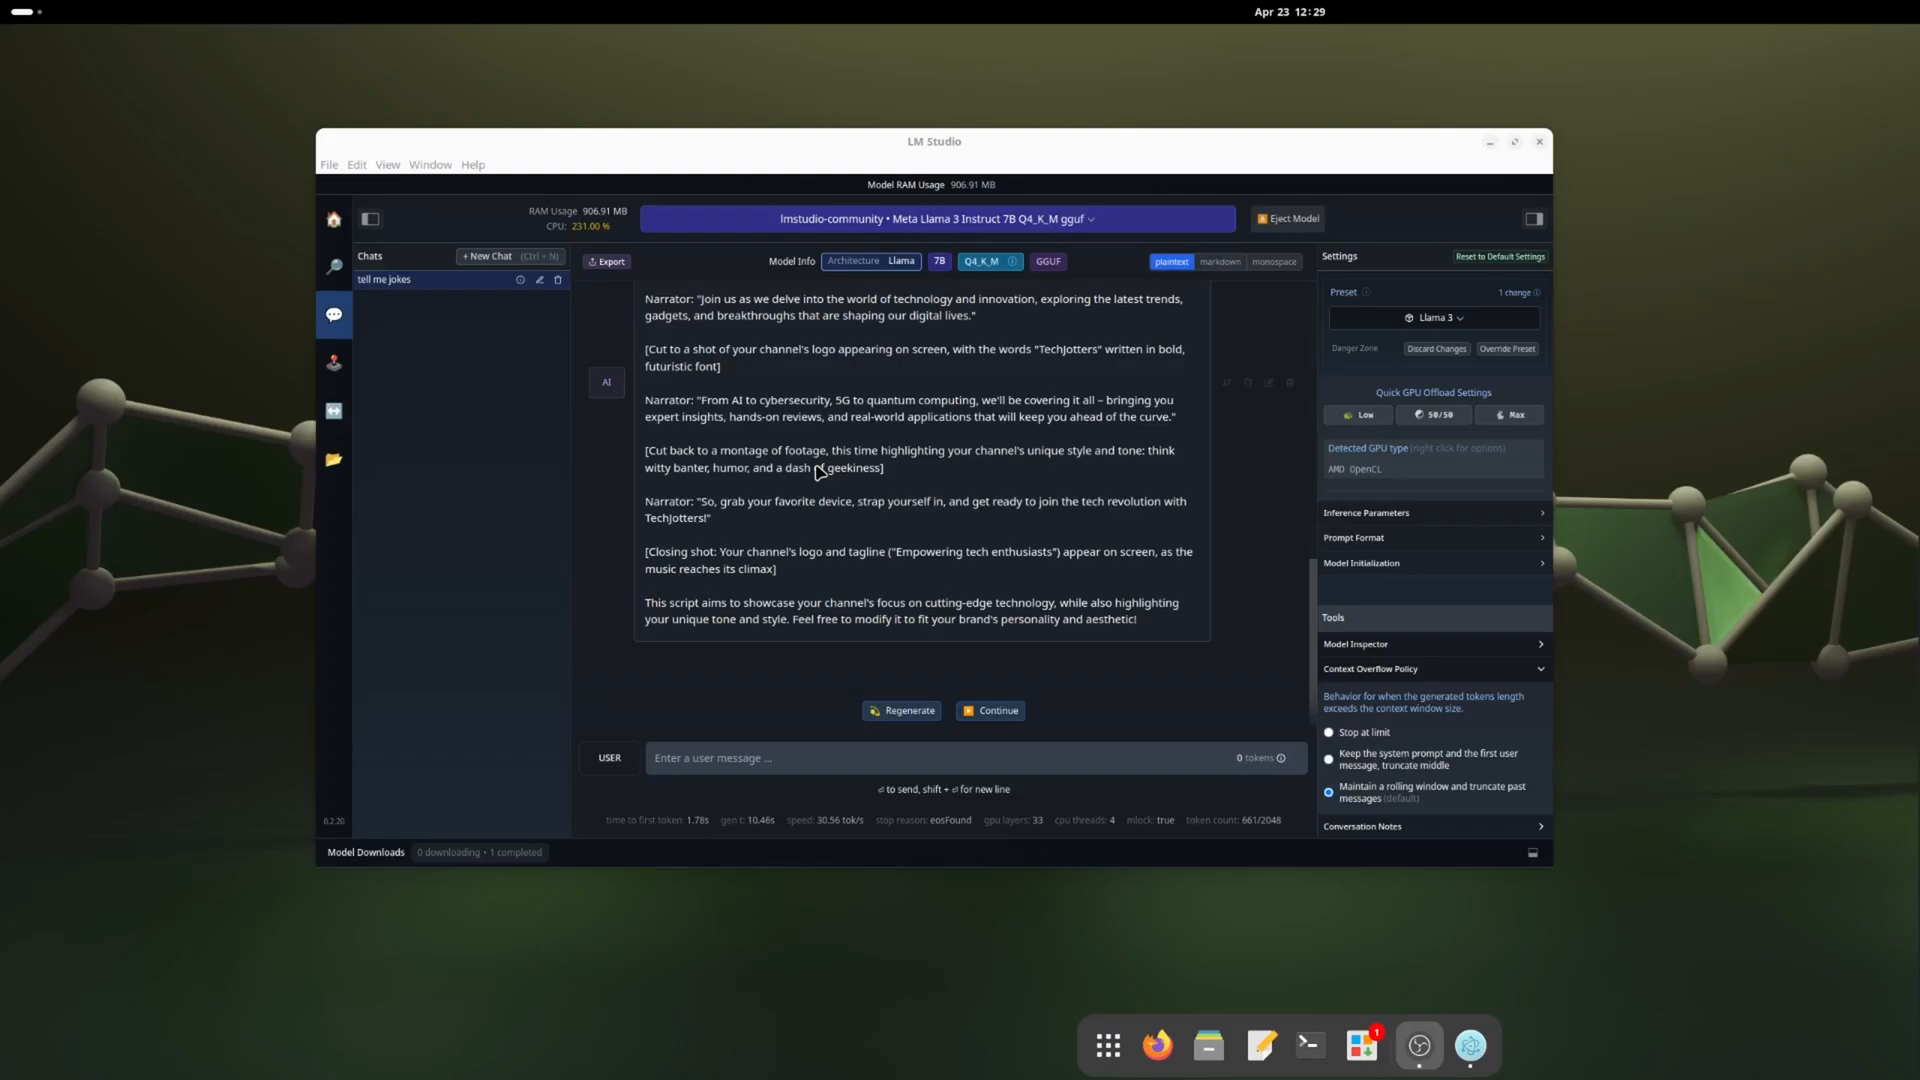 Apr 23 12:29
LM Studio
File Edit View Window Help
Model RAM Usage 906.91 MB
RAM Usage 906.91 MB
CPU: 231.00 %
lmstudio-community • Meta Llama 3 Instruct 7B Q4_K_M gguf
Eject Model
Chats
+ New Chat (Ctrl + N)
tell me jokes
Export
Model Info
Architecture Llama
7B
Q4_K_M
GGUF
plaintext
markdown
monospace
Narrator: "Join us as we delve into the world of technology and innovation, exploring the latest trends,
gadgets, and breakthroughs that are shaping our digital lives."
[Cut to a shot of your channel's logo appearing on screen, with the words "TechJotters" written in bold,
futuristic font]
AI
Narrator: "From AI to cybersecurity, 5G to quantum computing, we'll be covering it all – bringing you
expert insights, hands-on reviews, and real-world applications that will keep you ahead of the curve."
[Cut back to a montage of footage, this time highlighting your channel's unique style and tone: think
witty banter, humor, and a dash of geekiness]
Narrator: "So, grab your favorite device, strap yourself in, and get ready to join the tech revolution with
TechJotters!"
[Closing shot: Your channel's logo and tagline ("Empowering tech enthusiasts") appear on screen, as the
music reaches its climax]
This script aims to showcase your channel's focus on cutting-edge technology, while also highlighting
your unique tone and style. Feel free to modify it to fit your brand's personality and aesthetic!
Regenerate
Continue
USER
Enter a user message ...
0 tokens
to send, shift + for new line
time to first token: 1.78s gen t: 10.46s speed: 30.56 tok/s stop reason: eosFound gpu layers: 33 cpu threads: 4 mlock: true token count: 661/2048
0.2.20
Model Downloads 0 downloading • 1 completed
Settings
Reset to Default Settings
Preset
1 change
Llama 3
Danger Zone
Discard Changes
Override Preset
Quick GPU Offload Settings
Low
50/50
Max
Detected GPU type (right click for options)
AMD OpenCL
Inference Parameters
Prompt Format
Model Initialization
Tools
Model Inspector
Context Overflow Policy
Behavior for when the generated tokens length
exceeds the context window size.
Stop at limit
Keep the system prompt and the first user
message, truncate middle
Maintain a rolling window and truncate past
messages (default)
Conversation Notes
1